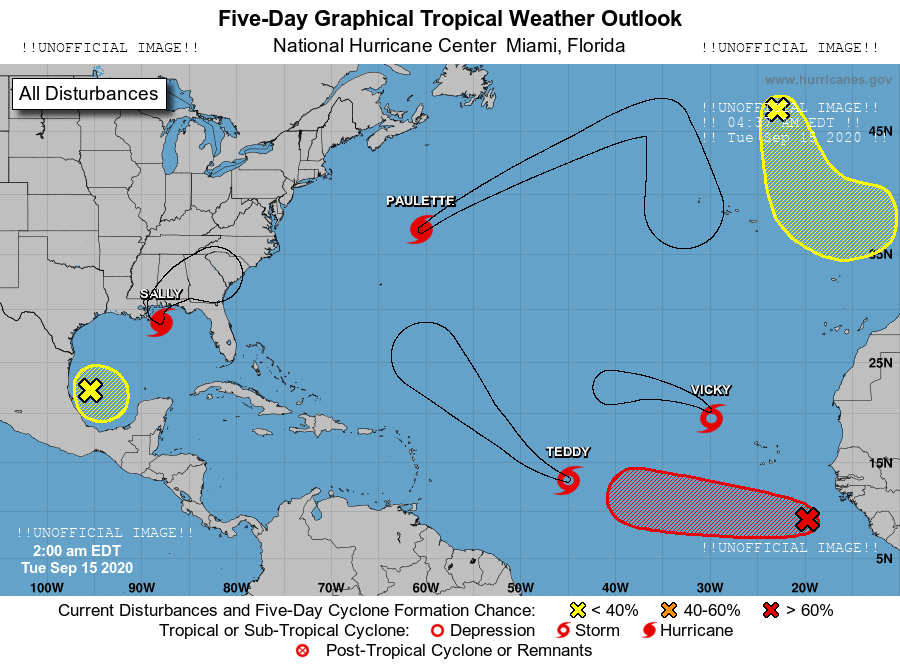 Five-Day Graphical Tropical Weather Outlook
!!UNOFFICIAL IMAGE!! National Hurricane Center  Miami, Florida !!UNOFFICIAL IMAGE!!
www.hurricanes.gov
All Disturbances
!!UNOFFICIAL IMAGE!!
!! 04:3 AM EDT !!
!! Tue Sep 15 2020 !!
45N
PAULETTE
35N
SALLY
25N
VICKY
TEDDY
15N
!!UNOFFICIAL IMAGE!!
2:00 am EDT
Tue Sep 15 2020
!!UNOFFICIAL IMAGE!!
5N
100W 90W 80W 70W 60W 50W 40W 30W 20W
Current Disturbances and Five-Day Cyclone Formation Chance: < 40% 40-60% > 60%
Tropical or Sub-Tropical Cyclone: Depression Storm Hurricane
Post-Tropical Cyclone or Remnants